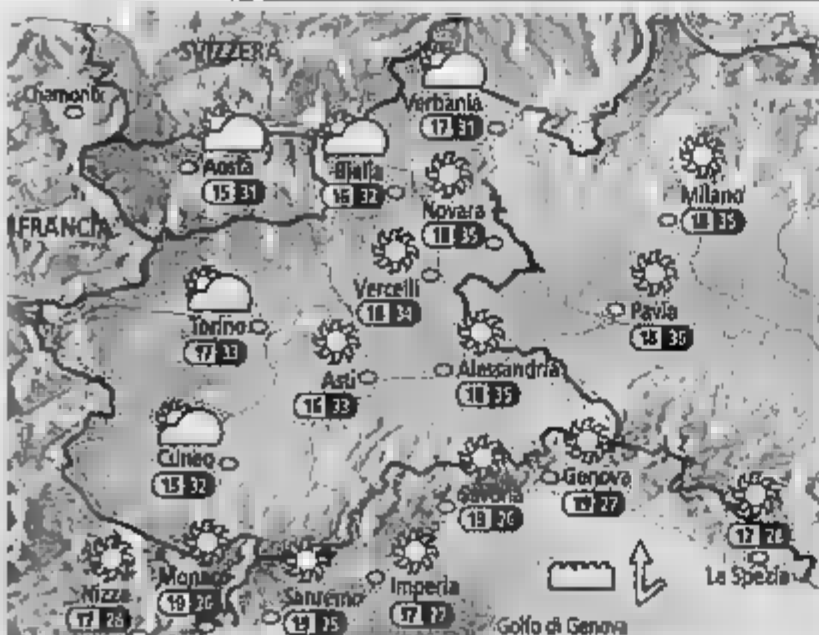 SVIZZERA
Chamonix
Verbania
17 31
Aosta
15 31
Biella
16 32
Milano
18 35
FRANCIA
Novara
18 35
Vercelli
18 34
Torino
17 33
Pavia
18 36
Asti
16 33
Alessandria
18 35
Cuneo
15 32
Genova
19 27
Savona
19 26
17 28
La Spezia
Monaco
19 26
Nizza
17 28
Sanremo
19 25
Imperia
17 27
Golfo di Genova